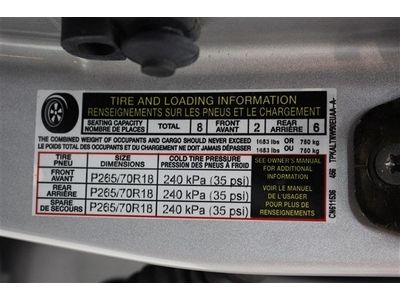 TIRE AND LOADING INFORMATION
RENSEIGNEMENTS SUR LES PNEUS ET LE CHARGEMENT
SEATING CAPACITY TOTAL 8 FRONT 2 REAR 6
NOMBRE DE PLACES AVANT ARRIÈRE
THE COMBINED WEIGHT OF OCCUPANTS AND CARGO SHOULD NEVER EXCEED 1683 lbs OR 760 kg
LE POIDS TOTAL DES OCCUPANTS ET DU CHARGEMENT NE DOIT JAMAIS DÉPASSER 1683 lbs OU 760 kg
TIRE SIZE COLD TIRE PRESSURE
PNEU DIMENSIONS PRESSION DES PNEUS À FROID
FRONT
AVANT P265/70R18 240 kPa (35 psi)
REAR
ARRIÈRE P265/70R18 240 kPa (35 psi)
SPARE
DE SECOURS P265/70R18 240 kPa (35 psi)
SEE OWNER'S MANUAL
FOR ADDITIONAL
INFORMATION
VOIR LE MANUEL
DE L'USAGER
POUR PLUS DE
RENSEIGNEMENTS
CN611536